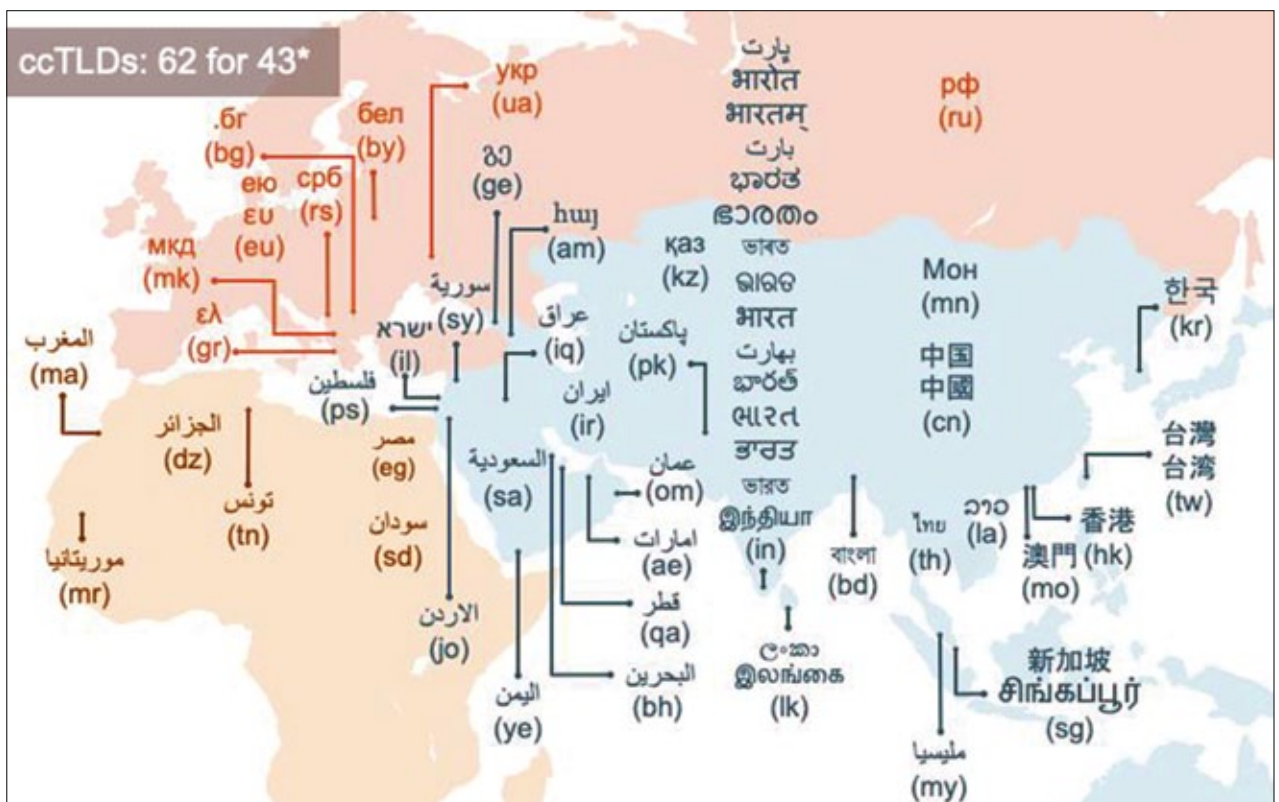 ccTLDs: 62 for 43*
.бг
(bg)
бел
(by)
укр
(ua)
рф
(ru)
ею
ευ
(eu)
срб
(rs)
мкд
(mk)
ελ
(gr)
გე
(ge)
հայ
(am)
қаз
(kz)
سورية
(sy)
ישראל
(il)
عراق
(iq)
فلسطين
(ps)
ایران
(ir)
پاکستان
(pk)
المغرب
(ma)
الجزائر
(dz)
تونس
(tn)
موريتانيا
(mr)
مصر
(eg)
سودان
(sd)
السعودية
(sa)
عمان
(om)
امارات
(ae)
قطر
(qa)
البحرين
(bh)
الاردن
(jo)
اليمن
(ye)
ڀارت
भारोत
भारतम्
بارت
ಭಾರತ
ഭാരതം
ভাৰত
ଭାରତ
भारत
بھارت
భారత్
ભારત
ਭਾਰਤ
ভারত
இந்தியா
(in)
ලංකා
இலங்கை
(lk)
বাংলা
(bd)
Мон
(mn)
中国
中國
(cn)
한국
(kr)
台灣
台湾
(tw)
香港
(hk)
澳門
(mo)
ລາວ
(la)
ไทย
(th)
新加坡
சிங்கப்பூர்
(sg)
مليسيا
(my)